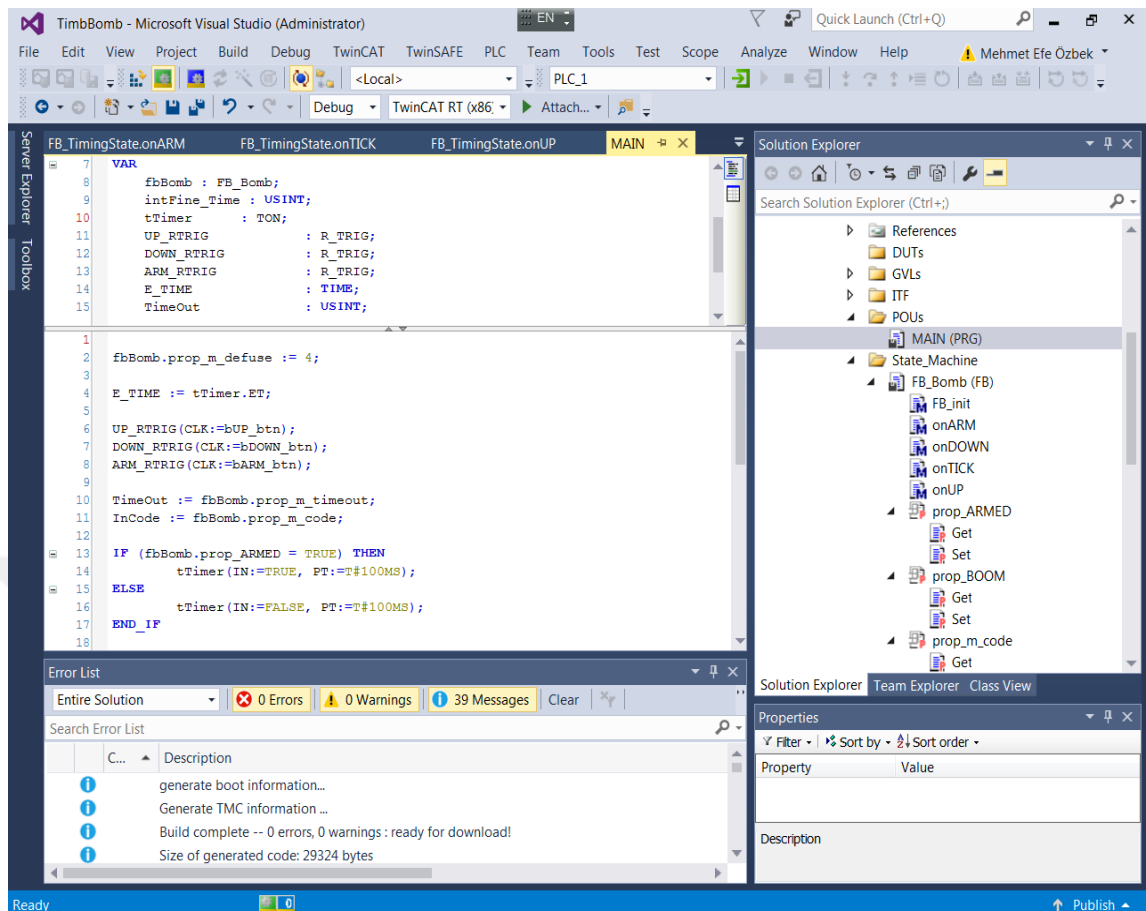 TimbBomb - Microsoft Visual Studio (Administrator)
EN
Quick Launch (Ctrl+Q)
File Edit View Project Build Debug TwinCAT TwinSAFE PLC Team Tools Test Scope Analyze Window Help
Mehmet Efe Özbek
<Local>
PLC_1
Debug
TwinCAT RT (x86)
Attach...
Server Explorer
Toolbox
FB_TimingState.onARM
FB_TimingState.onTICK
FB_TimingState.onUP
MAIN
7 VAR
8 fbBomb : FB_Bomb;
9 intFine_Time : USINT;
10 tTimer : TON;
11 UP_RTRIG : R_TRIG;
12 DOWN_RTRIG : R_TRIG;
13 ARM_RTRIG : R_TRIG;
14 E_TIME : TIME;
15 TimeOut : USINT;
1
2 fbBomb.prop_m_defuse := 4;
3
4 E_TIME := tTimer.ET;
5
6 UP_RTRIG(CLK:=bUP_btn);
7 DOWN_RTRIG(CLK:=bDOWN_btn);
8 ARM_RTRIG(CLK:=bARM_btn);
9
10 TimeOut := fbBomb.prop_m_timeout;
11 InCode := fbBomb.prop_m_code;
12
13 IF (fbBomb.prop_ARMED = TRUE) THEN
14 tTimer(IN:=TRUE, PT:=T#100MS);
15 ELSE
16 tTimer(IN:=FALSE, PT:=T#100MS);
17 END_IF
18
Error List
Entire Solution
0 Errors
0 Warnings
39 Messages
Clear
Search Error List
C... Description
generate boot information...
Generate TMC information ...
Build complete -- 0 errors, 0 warnings : ready for download!
Size of generated code: 29324 bytes
Solution Explorer
Search Solution Explorer (Ctrl+;)
References
DUTs
GVLs
ITF
POUs
MAIN (PRG)
State_Machine
FB_Bomb (FB)
FB_init
onARM
onDOWN
onTICK
onUP
prop_ARMED
Get
Set
prop_BOOM
Get
Set
prop_m_code
Get
Solution Explorer Team Explorer Class View
Properties
Filter Sort by Sort order
Property Value
Description
Ready
0
Publish